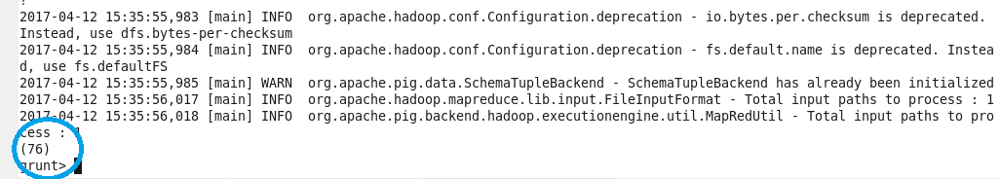 !
2017-04-12 15:35:55,983 [main] INFO  org.apache.hadoop.conf.Configuration.deprecation - io.bytes.per.checksum is deprecated.
Instead, use dfs.bytes-per-checksum
2017-04-12 15:35:55,984 [main] INFO  org.apache.hadoop.conf.Configuration.deprecation - fs.default.name is deprecated. Instea
d, use fs.defaultFS
2017-04-12 15:35:55,985 [main] WARN  org.apache.pig.data.SchemaTupleBackend - SchemaTupleBackend has already been initialized
2017-04-12 15:35:56,017 [main] INFO  org.apache.hadoop.mapreduce.lib.input.FileInputFormat - Total input paths to process : 1
2017-04-12 15:35:56,018 [main] INFO  org.apache.pig.backend.hadoop.executionengine.util.MapRedUtil - Total input paths to pro
cess : 1
(76)
grunt>